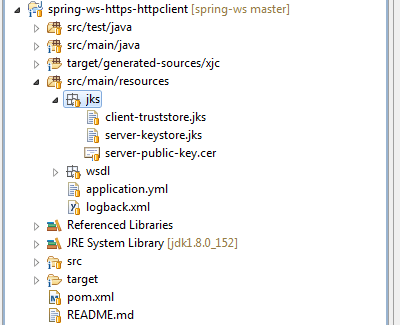 spring-ws-https-httpclient [spring-ws master]
src/test/java
src/main/java
target/generated-sources/xjc
src/main/resources
jks
client-truststore.jks
server-keystore.jks
server-public-key.cer
wsdl
application.yml
logback.xml
Referenced Libraries
JRE System Library [jdk1.8.0_152]
src
target
pom.xml
README.md